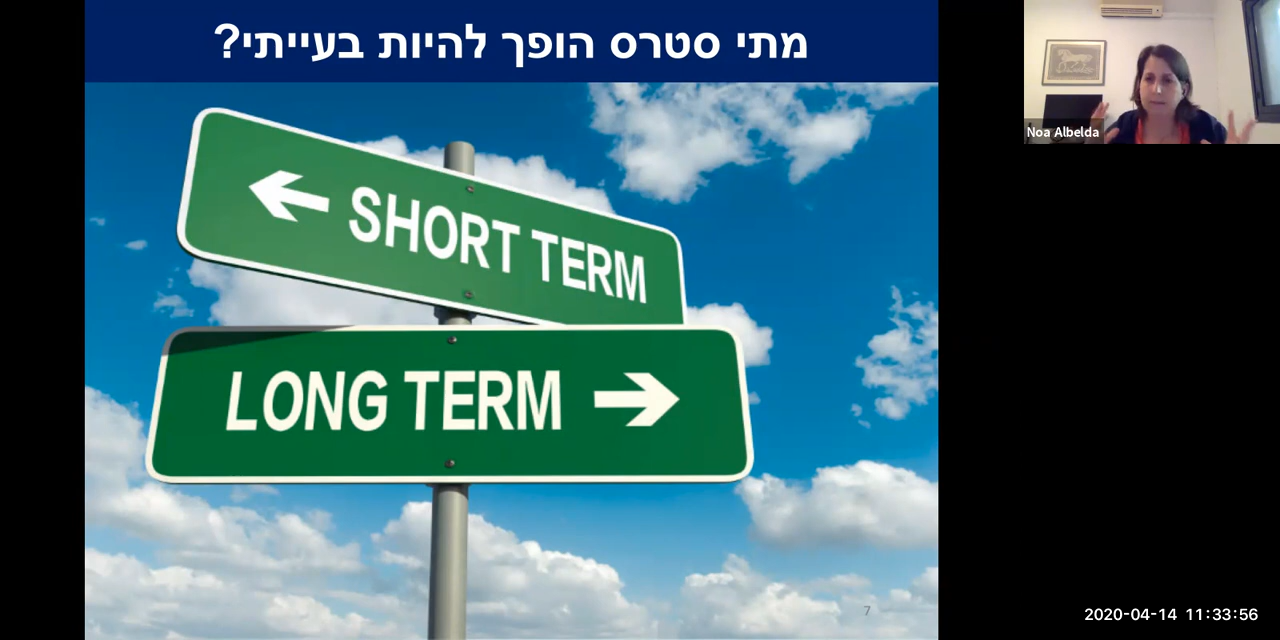 מתי סטרס הופך להיות בעייתי?
SHORT TERM
LONG TERM
Noa Albelda
7
2020-04-14 11:33:56